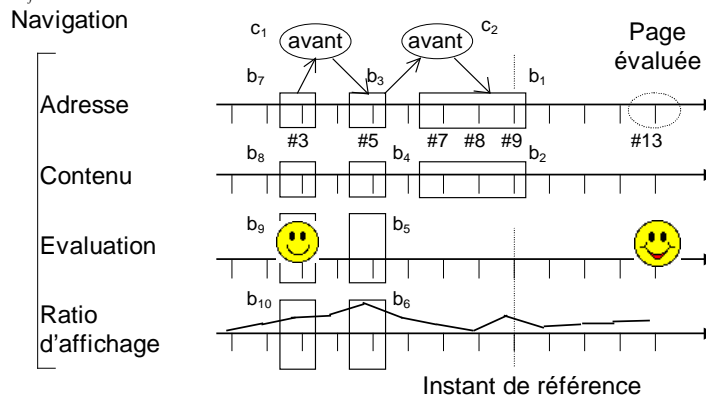 Navigation
c1 avant avant c2 Page
évaluée
b7 b3 b1
Adresse
#3 #5 #7 #8 #9 #13
b8 b4 b2
Contenu
b9 b5
Evaluation
b10 b6
Ratio
d'affichage
Instant de référence